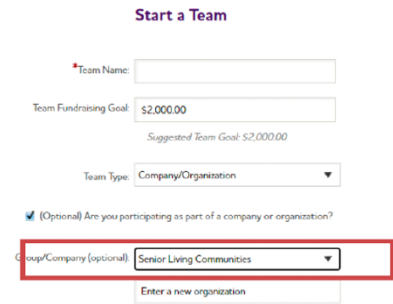 Start a Team
*Team Name:
Team Fundraising Goal: $2,000.00
Suggested Team Goal: $2,000.00
Team Type: Company/Organization
(Optional) Are you participating as part of a company or organization?
Group/Company (optional): Senior Living Communities
Enter a new organization